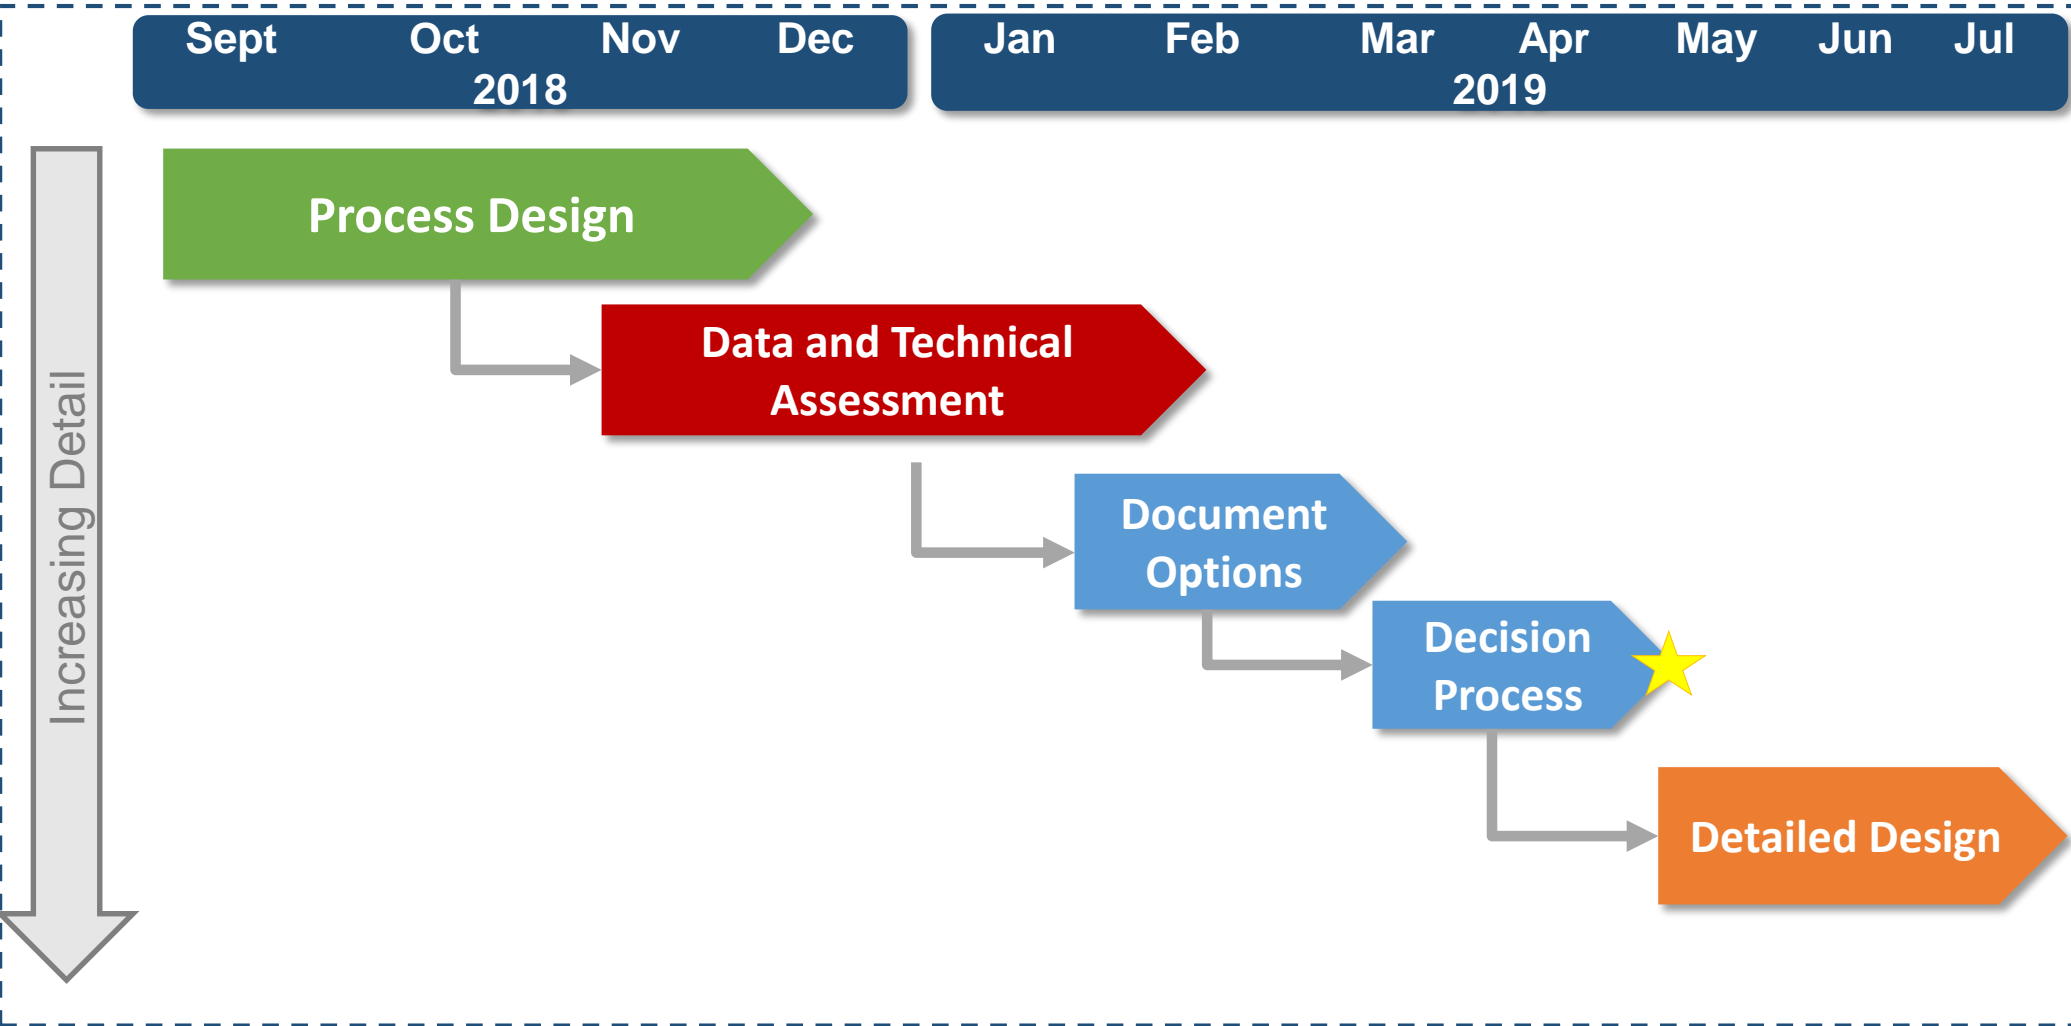 Sept Oct Nov Dec
2018
Jan Feb Mar Apr May Jun Jul
2019
Process Design
Data and Technical
Assessment
Document
Options
Decision
Process
Detailed Design
Increasing Detail